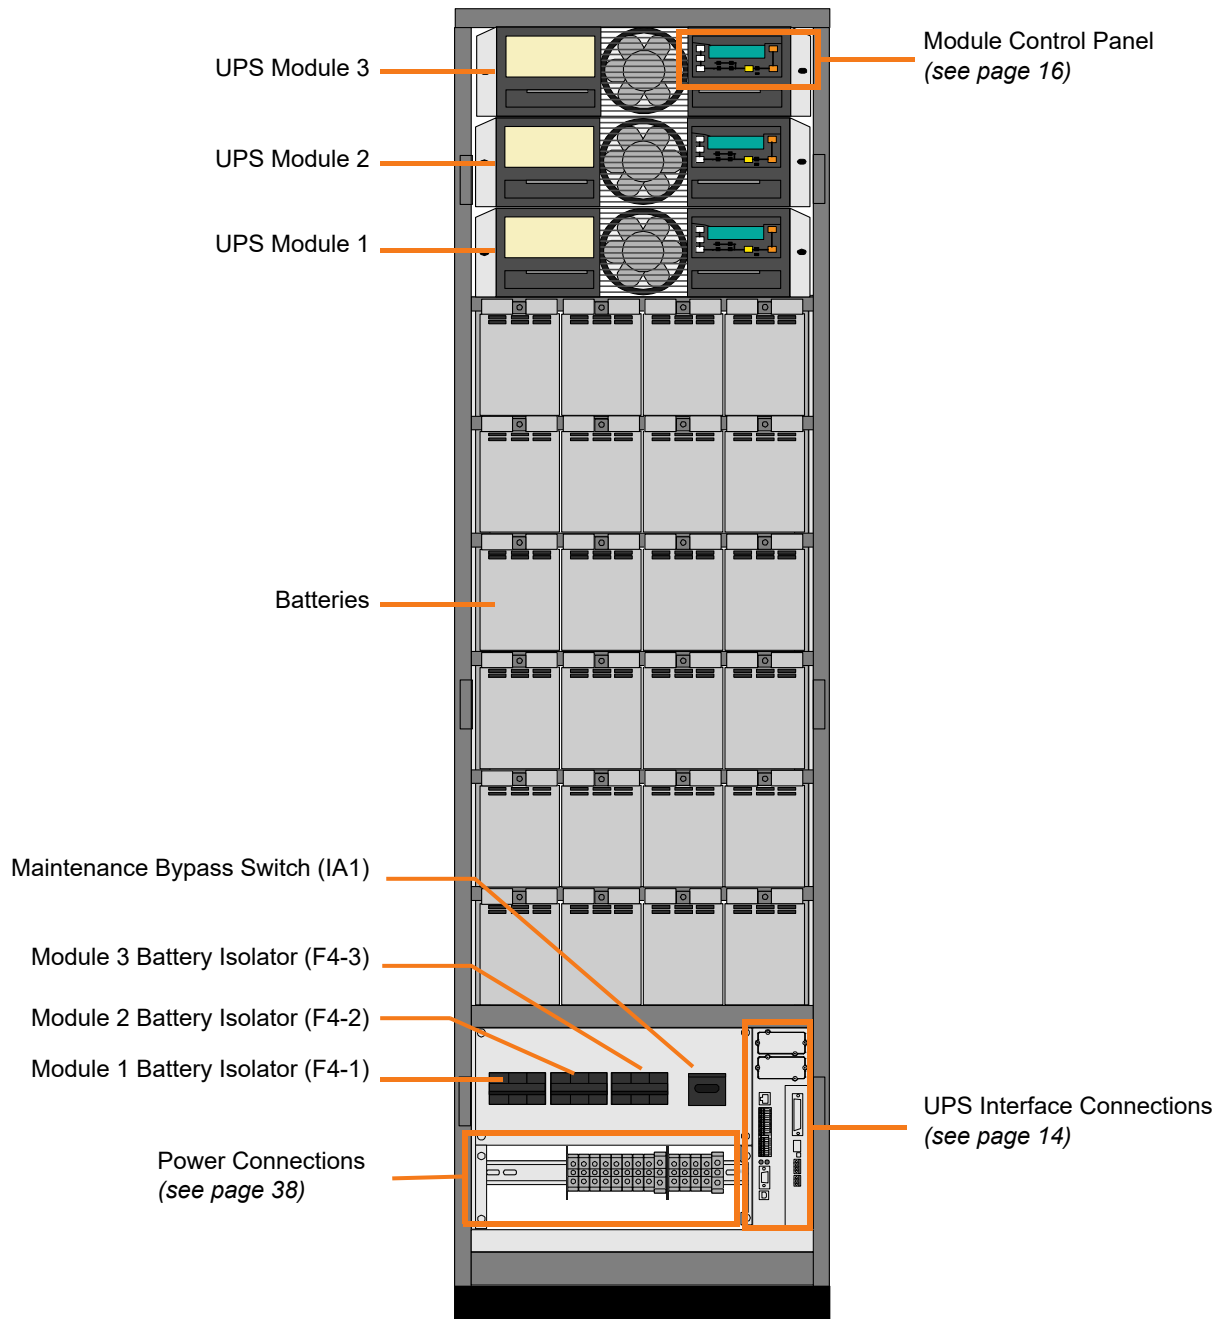 Module Control Panel
(see page 16)
UPS Module 3
UPS Module 2
UPS Module 1
Batteries
Maintenance Bypass Switch (IA1)
Module 3 Battery Isolator (F4-3)
Module 2 Battery Isolator (F4-2)
Module 1 Battery Isolator (F4-1)
UPS Interface Connections
(see page 14)
Power Connections
(see page 38)